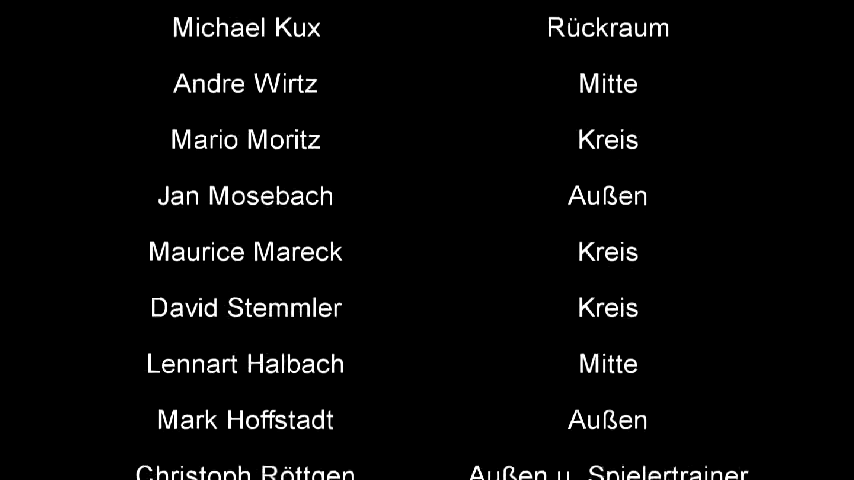 Michael Kux Rückraum
Andre Wirtz Mitte
Mario Moritz Kreis
Jan Mosebach Außen
Maurice Mareck Kreis
David Stemmler Kreis
Lennart Halbach Mitte
Mark Hoffstadt Außen
Christoph Röttgen Außen u. Spielertrainer